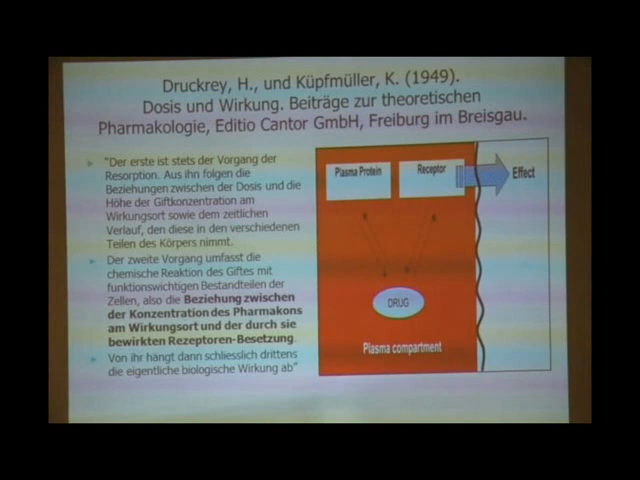 Druckrey, H., und Küpfmüller, K. (1949).
Dosis und Wirkung. Beiträge zur theoretischen
Pharmakologie, Editio Cantor GmbH, Freiburg im Breisgau.
"Der erste ist stets der Vorgang der
Resorption. Aus ihn folgen die
Beziehungen zwischen der Dosis und die
Höhe der Giftkonzentration am
Wirkungsort sowie dem zeitlichen
Verlauf, den diese in den verschiedenen
Teilen des Körpers nimmt.
Der zweite Vorgang umfasst die
chemische Reaktion des Giftes mit
funktionswichtigen Bestandteilen der
Zellen, also die Beziehung zwischen
der Konzentration des Pharmakons
am Wirkungsort und der durch sie
bewirkten Rezeptoren-Besetzung.
Von ihr hängt dann schliesslich drittens
die eigentliche biologische Wirkung ab"
Plasma Protein
Receptor
Effect
DRUG
Plasma compartment